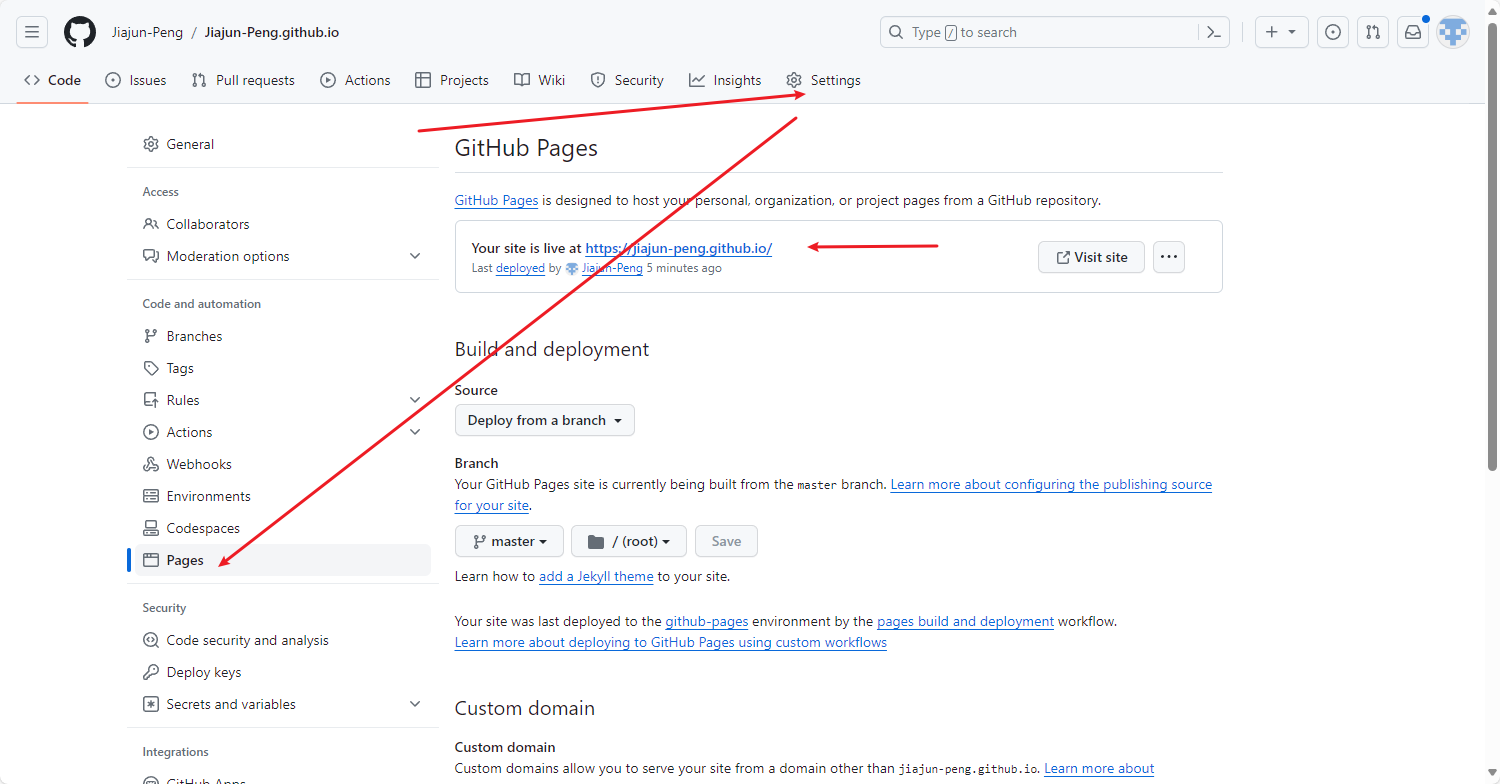 Jiajun-Peng / Jiajun-Peng.github.io
Type / to search
Code Issues Pull requests Actions Projects Wiki Security Insights Settings
General
Access
Collaborators
Moderation options
Code and automation
Branches
Tags
Rules
Actions
Webhooks
Environments
Codespaces
Pages
Security
Code security and analysis
Deploy keys
Secrets and variables
Integrations
GitHub Apps
GitHub Pages
GitHub Pages is designed to host your personal, organization, or project pages from a GitHub repository.
Your site is live at https://jiajun-peng.github.io/
Last deployed by Jiajun-Peng 5 minutes ago
Visit site
Build and deployment
Source
Deploy from a branch
Branch
Your GitHub Pages site is currently being built from the master branch. Learn more about configuring the publishing source
for your site.
master / (root) Save
Learn how to add a Jekyll theme to your site.
Your site was last deployed to the github-pages environment by the pages build and deployment workflow.
Learn more about deploying to GitHub Pages using custom workflows
Custom domain
Custom domain
Custom domains allow you to serve your site from a domain other than jiajun-peng.github.io. Learn more about